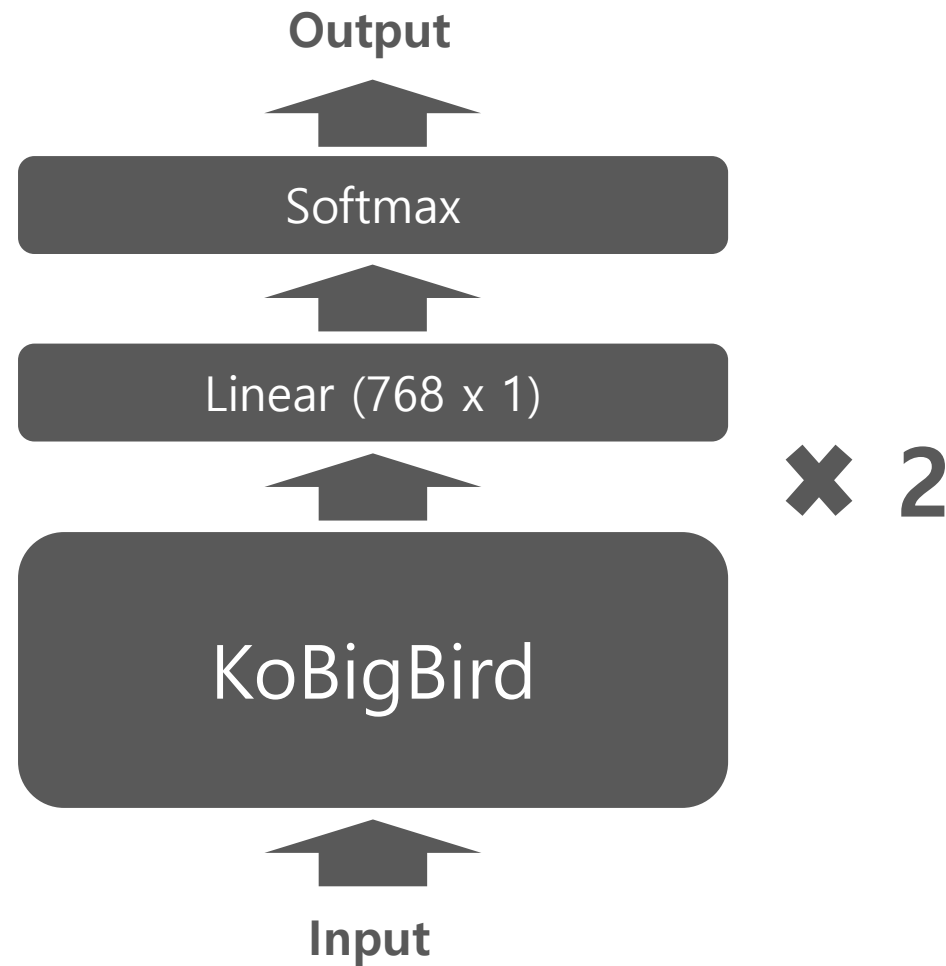 Output
Softmax
Linear (768 x 1)
✖ 2
KoBigBird
Input